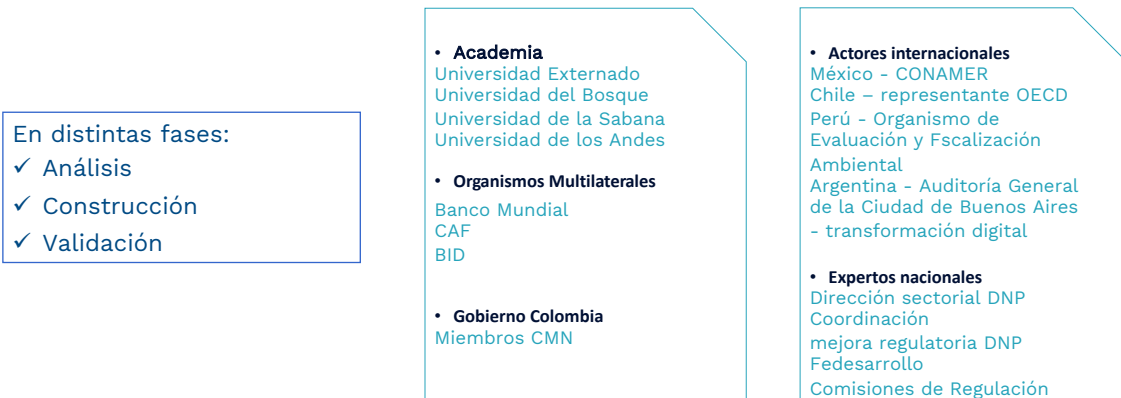 En distintas fases:
✓ Análisis
✓ Construcción
✓ Validación
• Academia
Universidad Externado
Universidad del Bosque
Universidad de la Sabana
Universidad de los Andes
• Organismos Multilaterales
Banco Mundial
CAF
BID
• Gobierno Colombia
Miembros CMN
• Actores internacionales
México - CONAMER
Chile – representante OECD
Perú - Organismo de
Evaluación y Fscalización
Ambiental
Argentina - Auditoría General
de la Ciudad de Buenos Aires
- transformación digital
• Expertos nacionales
Dirección sectorial DNP
Coordinación
mejora regulatoria DNP
Fedesarrollo
Comisiones de Regulación